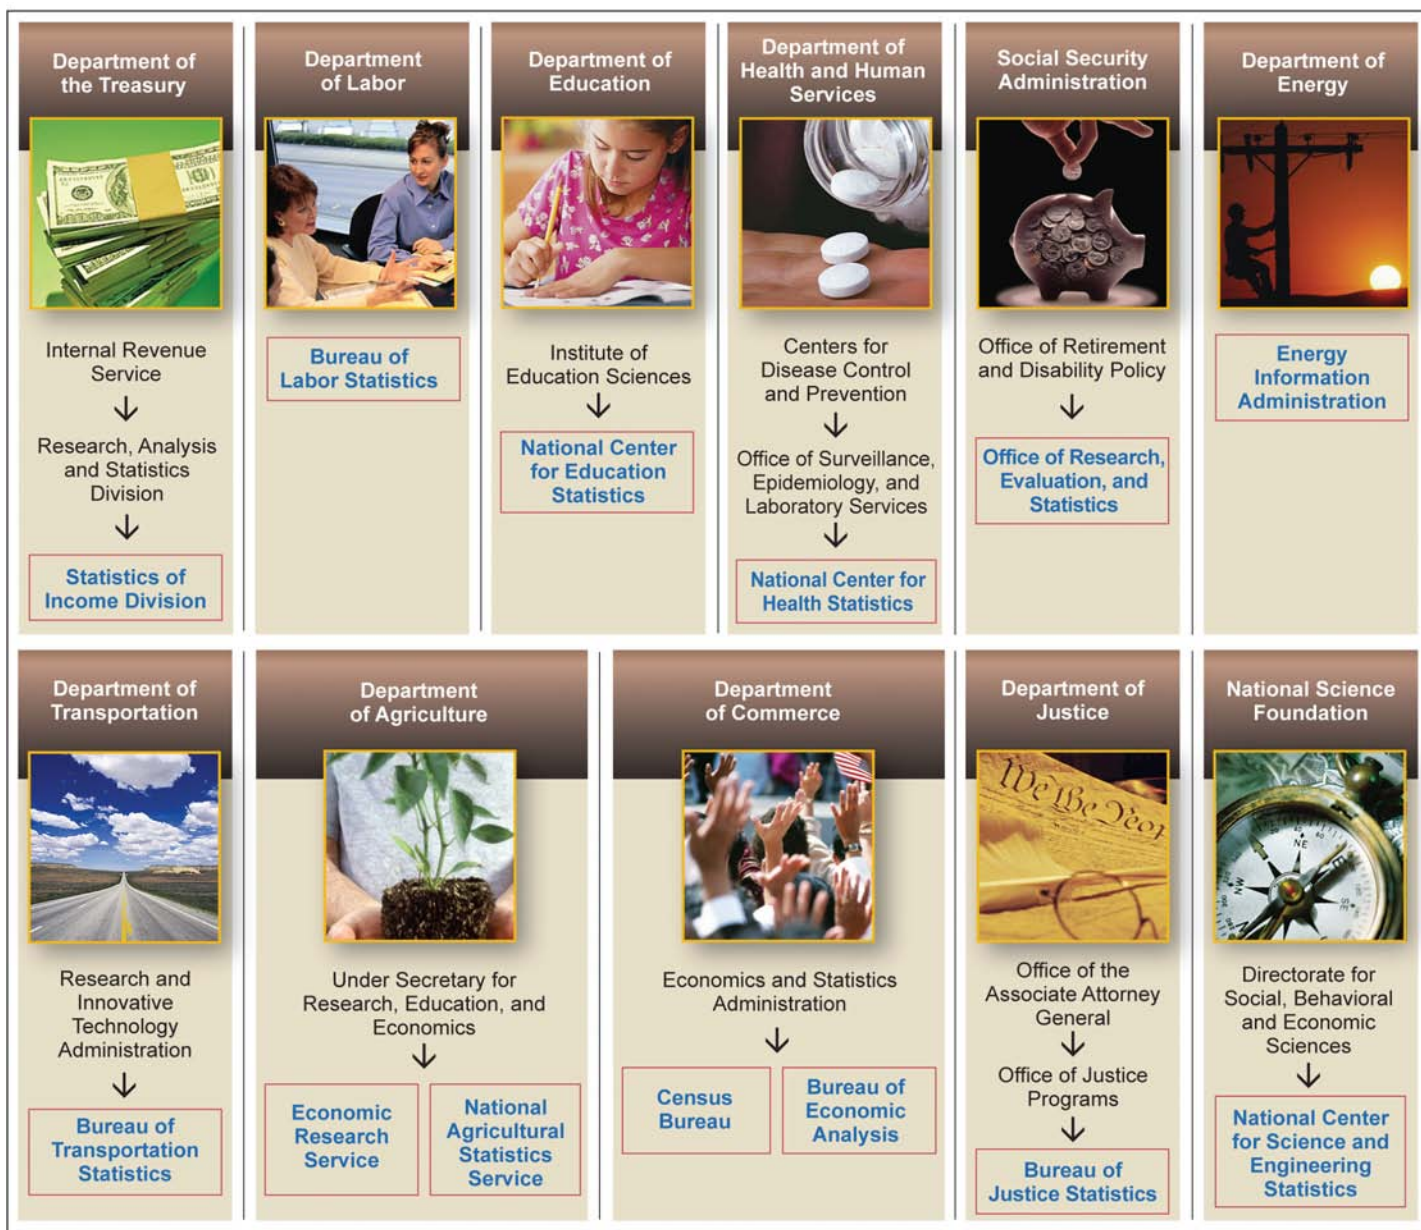 Department of
the Treasury
Internal Revenue
Service
Research, Analysis
and Statistics
Division
Statistics of
Income Division
Department
of Labor
Bureau of
Labor Statistics
Department of
Education
Institute of
Education Sciences
National Center
for Education
Statistics
Department of
Health and Human
Services
Centers for
Disease Control
and Prevention
Office of Surveillance,
Epidemiology, and
Laboratory Services
National Center for
Health Statistics
Social Security
Administration
Office of Retirement
and Disability Policy
Office of Research,
Evaluation, and
Statistics
Department of
Energy
Energy
Information
Administration
Department of
Transportation
Research and
Innovative
Technology
Administration
Bureau of
Transportation
Statistics
Department
of Agriculture
Under Secretary for
Research, Education, and
Economics
Economic
Research
Service
National
Agricultural
Statistics
Service
Department
of Commerce
Economics and Statistics
Administration
Census
Bureau
Bureau of
Economic
Analysis
Department of
Justice
We the Peop
Office of the
Associate Attorney
General
Office of Justice
Programs
Bureau of
Justice Statistics
National Science
Foundation
NE
NW
SE
Directorate for
Social, Behavioral
and Economic
Sciences
National Center
for Science and
Engineering
Statistics